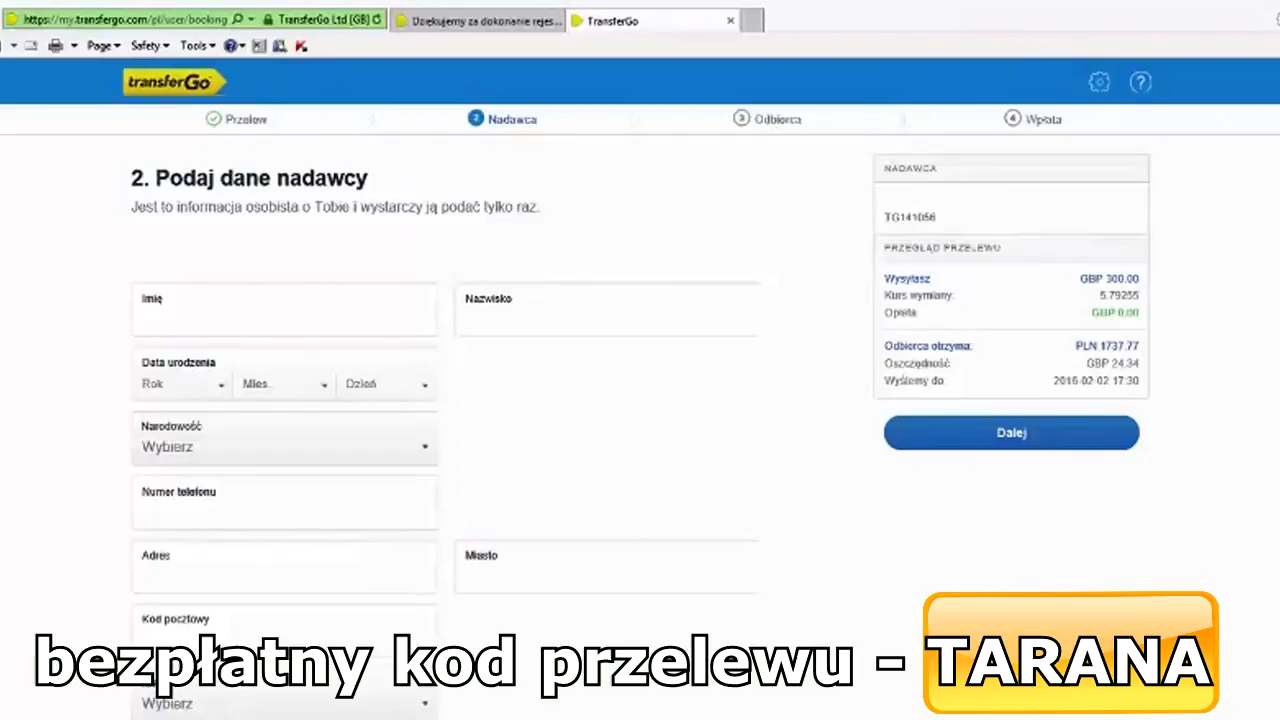 https://my.transfergo.com/pl/user/booking
TransferGo Ltd [GB]
Dziękujemy za dokonanie rejes...
TransferGo
Page
Safety
Tools
transferGo
Przelew
2 Nadawca
3 Odbiorca
4 Wpłata
2. Podaj dane nadawcy
Jest to informacja osobista o Tobie i wystarczy ją podać tylko raz.
Imię
Nazwisko
Data urodzenia
Rok
Mies.
Dzień
Narodowość
Wybierz
Numer telefonu
Adres
Miasto
Kod pocztowy
Wybierz
NADAWCA
TG141056
PRZEGLĄD PRZELEWU
Wysyłasz GBP 300.00
Kurs wymiany: 5.79255
Opłata: GBP 0.00
Odbiorca otrzyma: PLN 1737.77
Oszczędność GBP 24.34
Wyślemy do: 2016-02-02 17:30
Dalej
bezpłatny kod przelewu - TARANA